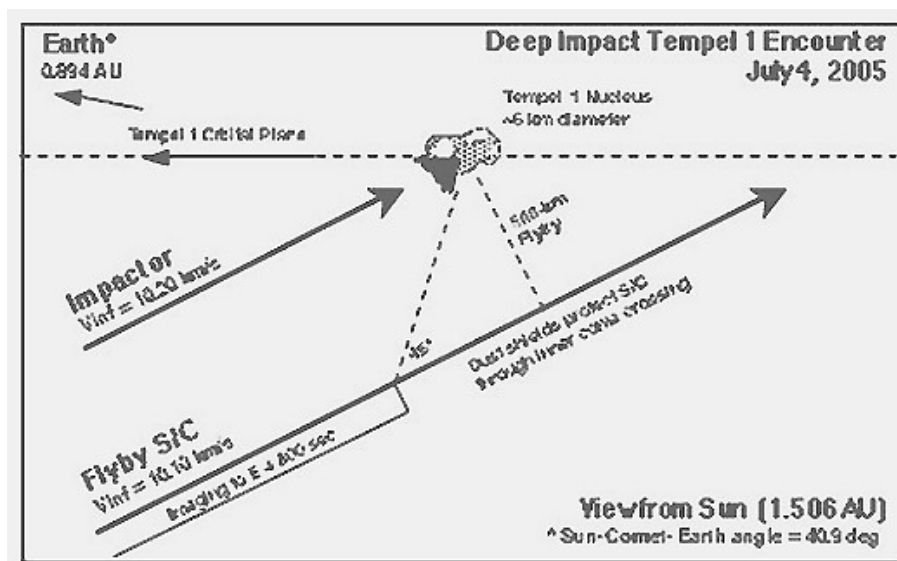 Earth*
0.894 AU
Deep Impact Tempel 1 Encounter
July 4, 2005
Tempel 1 Nucleus
~6 km diameter
Tempel 1 Orbital Plane
Flyby
Impactor
Vinf = 10.20 km/s
45°
Dust shields protect S/C
through inner coma crossing
Flyby S/C
Vinf = 10.10 km/s
Imaging to E + 800 sec
View from Sun (1.506 AU)
* Sun-Comet-Earth angle = 40.9 deg